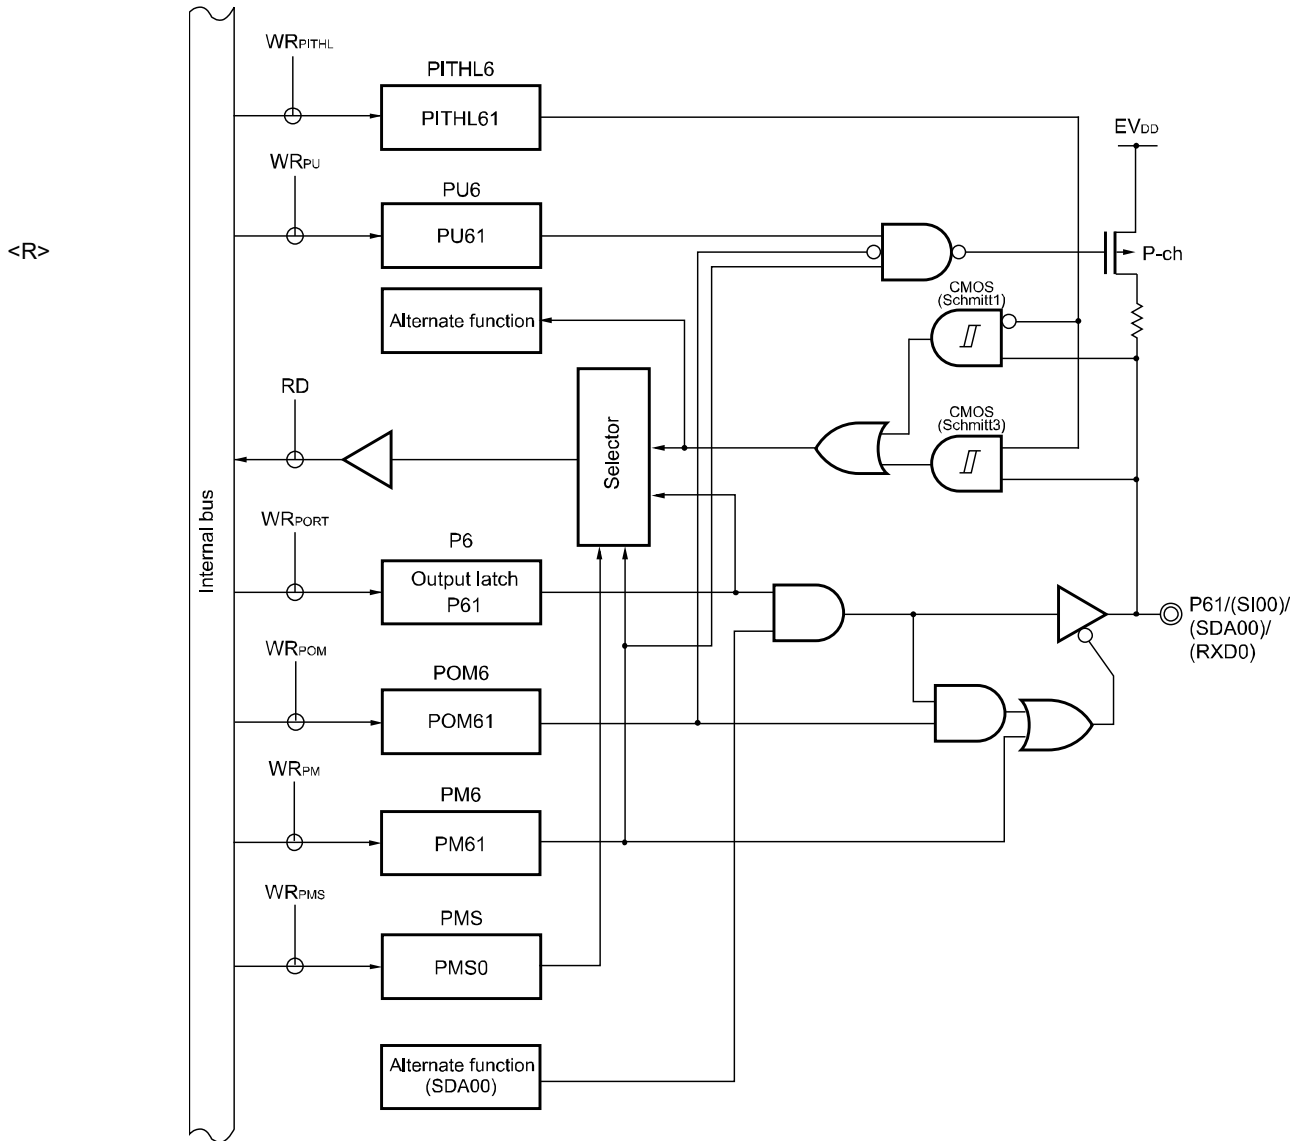 WRPITHL
PITHL6
PITHL61
EVDD
WRPU
PU6
PU61
<R>
P-ch
Alternate function
CMOS
(Schmitt1)
RD
Selector
CMOS
(Schmitt3)
Internal bus
WRPORT
P6
Output latch
P61
P61/(SI00)/
(SDA00)/
(RXD0)
WRPOM
POM6
POM61
WRPM
PM6
PM61
WRPMS
PMS
PMS0
Alternate function
(SDA00)